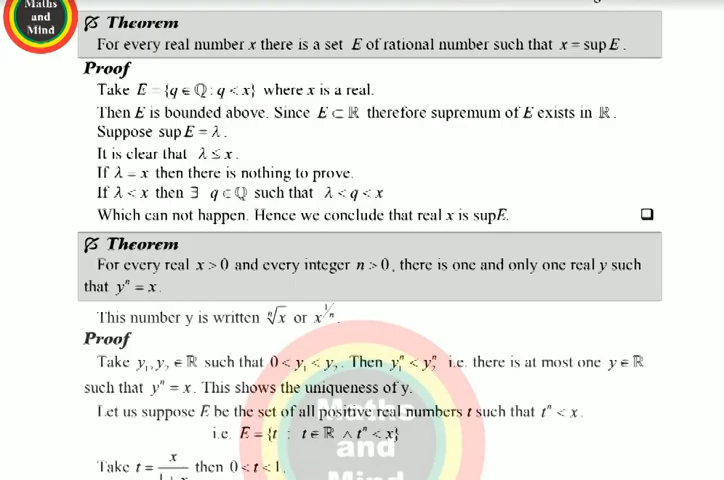 Maths
and
Mind
Theorem
For every real number x there is a set E of rational number such that x = sup E .
Proof
Take E = {q ∈ ℚ : q < x} where x is a real.
Then E is bounded above. Since E ⊂ ℝ therefore supremum of E exists in ℝ .
Suppose sup E = λ .
It is clear that λ ≤ x .
If λ = x then there is nothing to prove.
If λ < x then ∃ q ∈ ℚ such that λ < q < x
Which can not happen. Hence we conclude that real x is sup E.
Theorem
For every real x > 0 and every integer n > 0 , there is one and only one real y such
that yⁿ = x .
This number y is written ⁿ√x or x^{1/n}.
Proof
Take y₁, y₂ ∈ ℝ such that 0 < y₁ < y₂ . Then y₁ⁿ < y₂ⁿ i.e. there is at most one y ∈ ℝ
such that yⁿ = x . This shows the uniqueness of y.
Let us suppose E be the set of all positive real numbers t such that tⁿ < x .
i.e. E = {t : t ∈ ℝ ∧ tⁿ < x}
Maths
and
Mind
Take t = x/(1+x) then 0 < t < 1 .